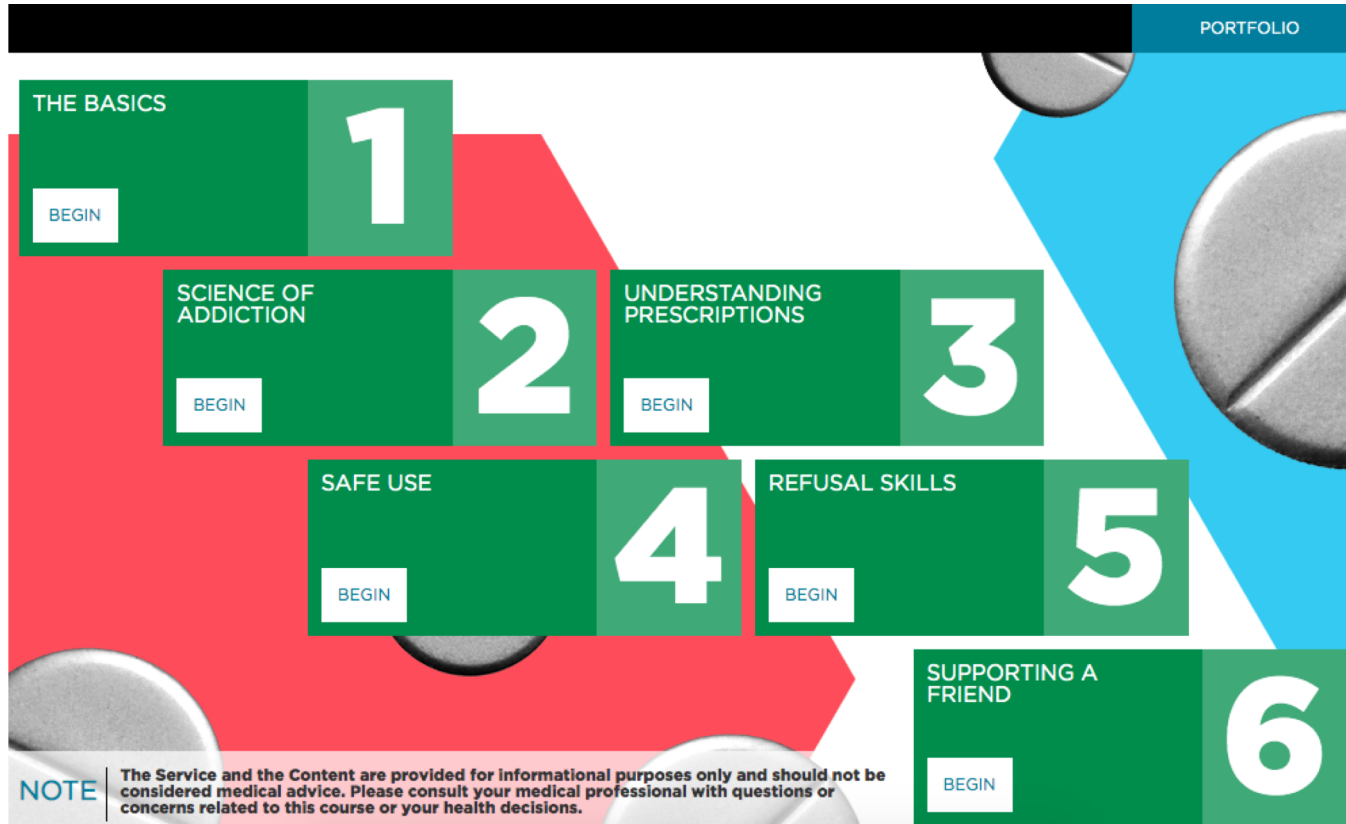 PORTFOLIO
THE BASICS
1
BEGIN
SCIENCE OF
ADDICTION
2
BEGIN
UNDERSTANDING
PRESCRIPTIONS
3
BEGIN
SAFE USE
4
BEGIN
REFUSAL SKILLS
5
BEGIN
SUPPORTING A
FRIEND
6
BEGIN
NOTE
The Service and the Content are provided for informational purposes only and should not be
considered medical advice. Please consult your medical professional with questions or
concerns related to this course or your health decisions.